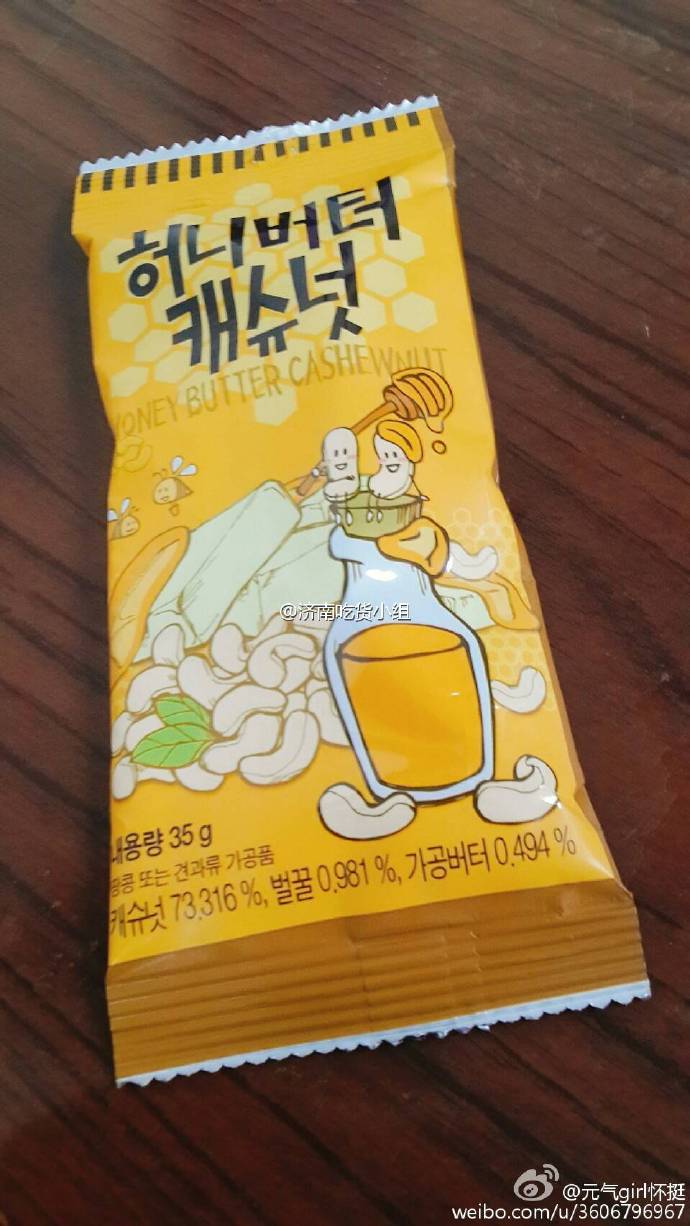 허니버터
캐슈넛
HONEY BUTTER CASHEWNUT
@济南吃货小组
내용량 35 g
땅콩 또는 견과류 가공품
캐슈넛 73.316 %, 벌꿀 0.981 %, 가공버터 0.494 %
@元气girl怀挺
weibo.com/u/3606796967